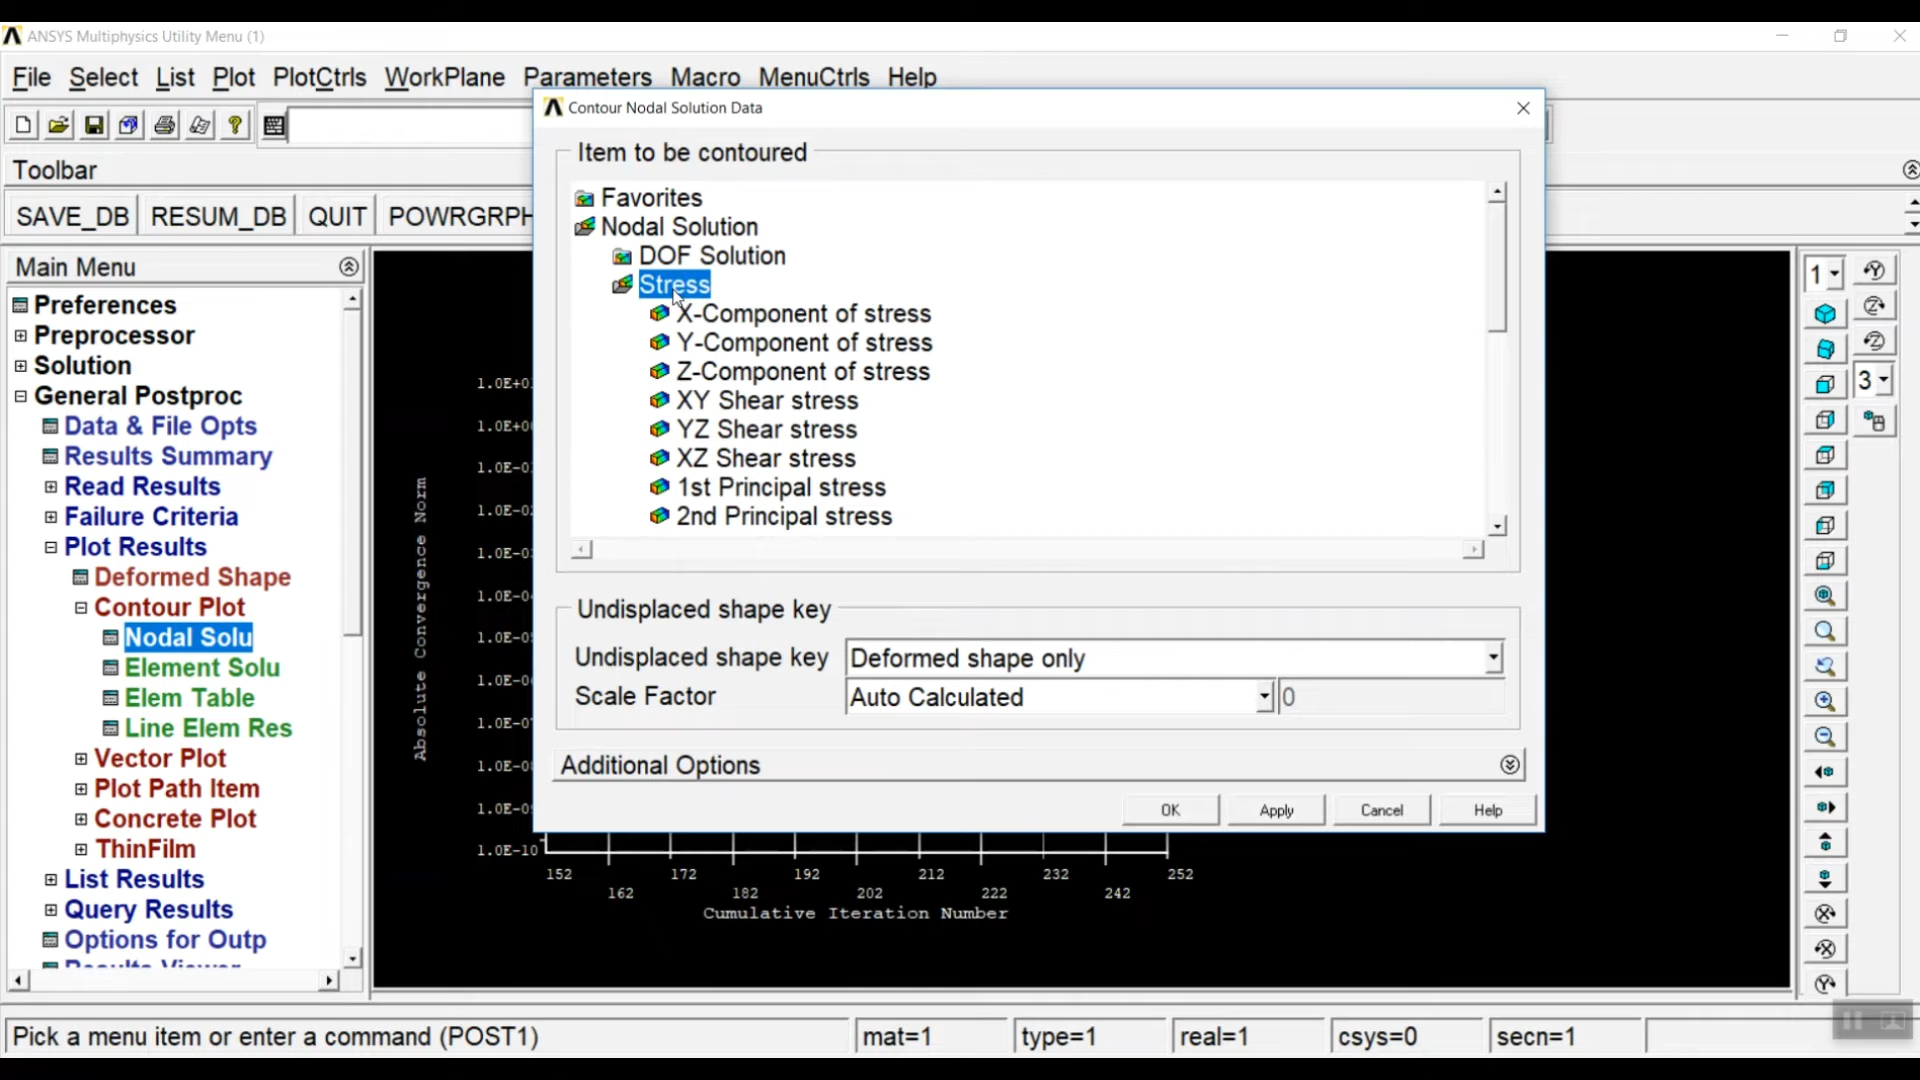 ANSYS Multiphysics Utility Menu (1)
File Select List Plot PlotCtrls WorkPlane Parameters Macro MenuCtrls Help
Contour Nodal Solution Data
Toolbar
SAVE_DB RESUM_DB QUIT POWRGRPH
Main Menu
Preferences
Preprocessor
Solution
General Postproc
Data & File Opts
Results Summary
Read Results
Failure Criteria
Plot Results
Deformed Shape
Contour Plot
Nodal Solu
Element Solu
Elem Table
Line Elem Res
Vector Plot
Plot Path Item
Concrete Plot
ThinFilm
List Results
Query Results
Options for Outp
Results Viewer
Item to be contoured
Favorites
Nodal Solution
DOF Solution
Stress
X-Component of stress
Y-Component of stress
Z-Component of stress
XY Shear stress
YZ Shear stress
XZ Shear stress
1st Principal stress
2nd Principal stress
Undisplaced shape key
Undisplaced shape key Deformed shape only
Scale Factor Auto Calculated 0
Additional Options
OK Apply Cancel Help
Absolute Convergence Norm
1.0E-10
152 172 192 212 232 252
162 182 202 222 242
Cumulative Iteration Number
1
3
Pick a menu item or enter a command (POST1) mat=1 type=1 real=1 csys=0 secn=1